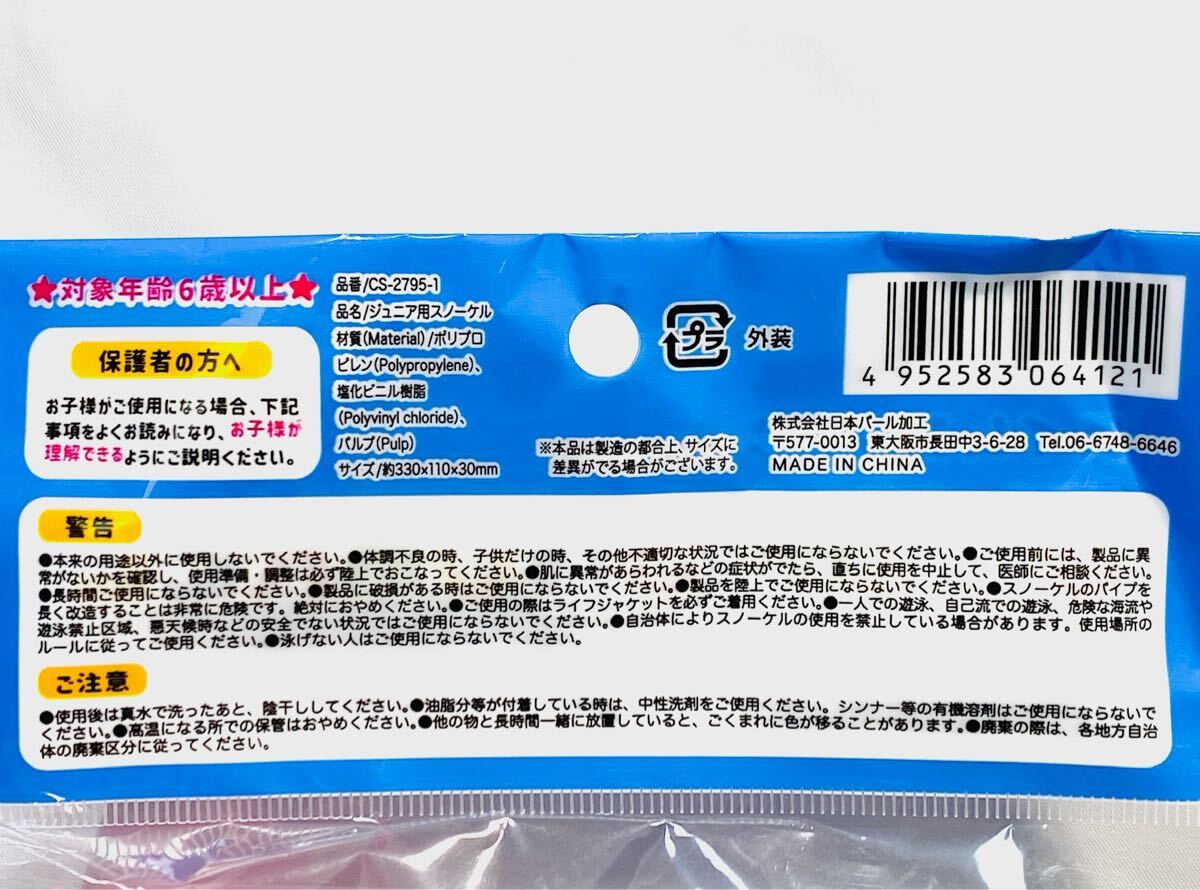 ★対象年齢6歳以上★
保護者の方へ
お子様がご使用になる場合、下記
事項をよくお読みになり、お子様が
理解できるようにご説明ください。
品番/CS-2795-1
品名/ジュニア用スノーケル
材質(Material)/ポリプロ
ピレン(Polypropylene)、
塩化ビニル樹脂
(Polyvinyl chloride)、
パルプ(Pulp)
サイズ/約330×110×30mm
※本品は製造の都合上、サイズに
差異がでる場合がございます。
プラ 外装
4 952583 064121
株式会社日本パール加工
〒577-0013 東大阪市長田中3-6-28 Tel.06-6748-6646
MADE IN CHINA
警告
●本来の用途以外に使用しないでください。●体調不良の時、子供だけの時、その他不適切な状況ではご使用にならないでください。●ご使用前には、製品に異
常がないかを確認し、使用準備・調整は必ず陸上でおこなってください。●肌に異常があらわれるなどの症状がでたら、直ちに使用を中止して、医師にご相談ください。
●長時間ご使用にならないでください。●製品に破損がある時はご使用にならないでください。●製品を陸上でご使用にならないでください。●スノーケルのパイプを
長く改造することは非常に危険です。絶対におやめください。●ご使用の際はライフジャケットを必ずご着用ください。●一人での遊泳、自己流での遊泳、危険な海流や
遊泳禁止区域、悪天候時などの安全でない状況ではご使用にならないでください。●自治体によりスノーケルの使用を禁止している場合があります。使用場所の
ルールに従ってご使用ください。●泳げない人はご使用にならないでください。
ご注意
●使用後は真水で洗ったあと、陰干ししてください。●油脂分等が付着している時は、中性洗剤をご使用ください。シンナー等の有機溶剤はご使用にならないで
ください。●高温になる所での保管はおやめください。●他の物と長時間一緒に放置していると、ごくまれに色が移ることがあります。●廃棄の際は、各地方自治
体の廃棄区分に従ってください。